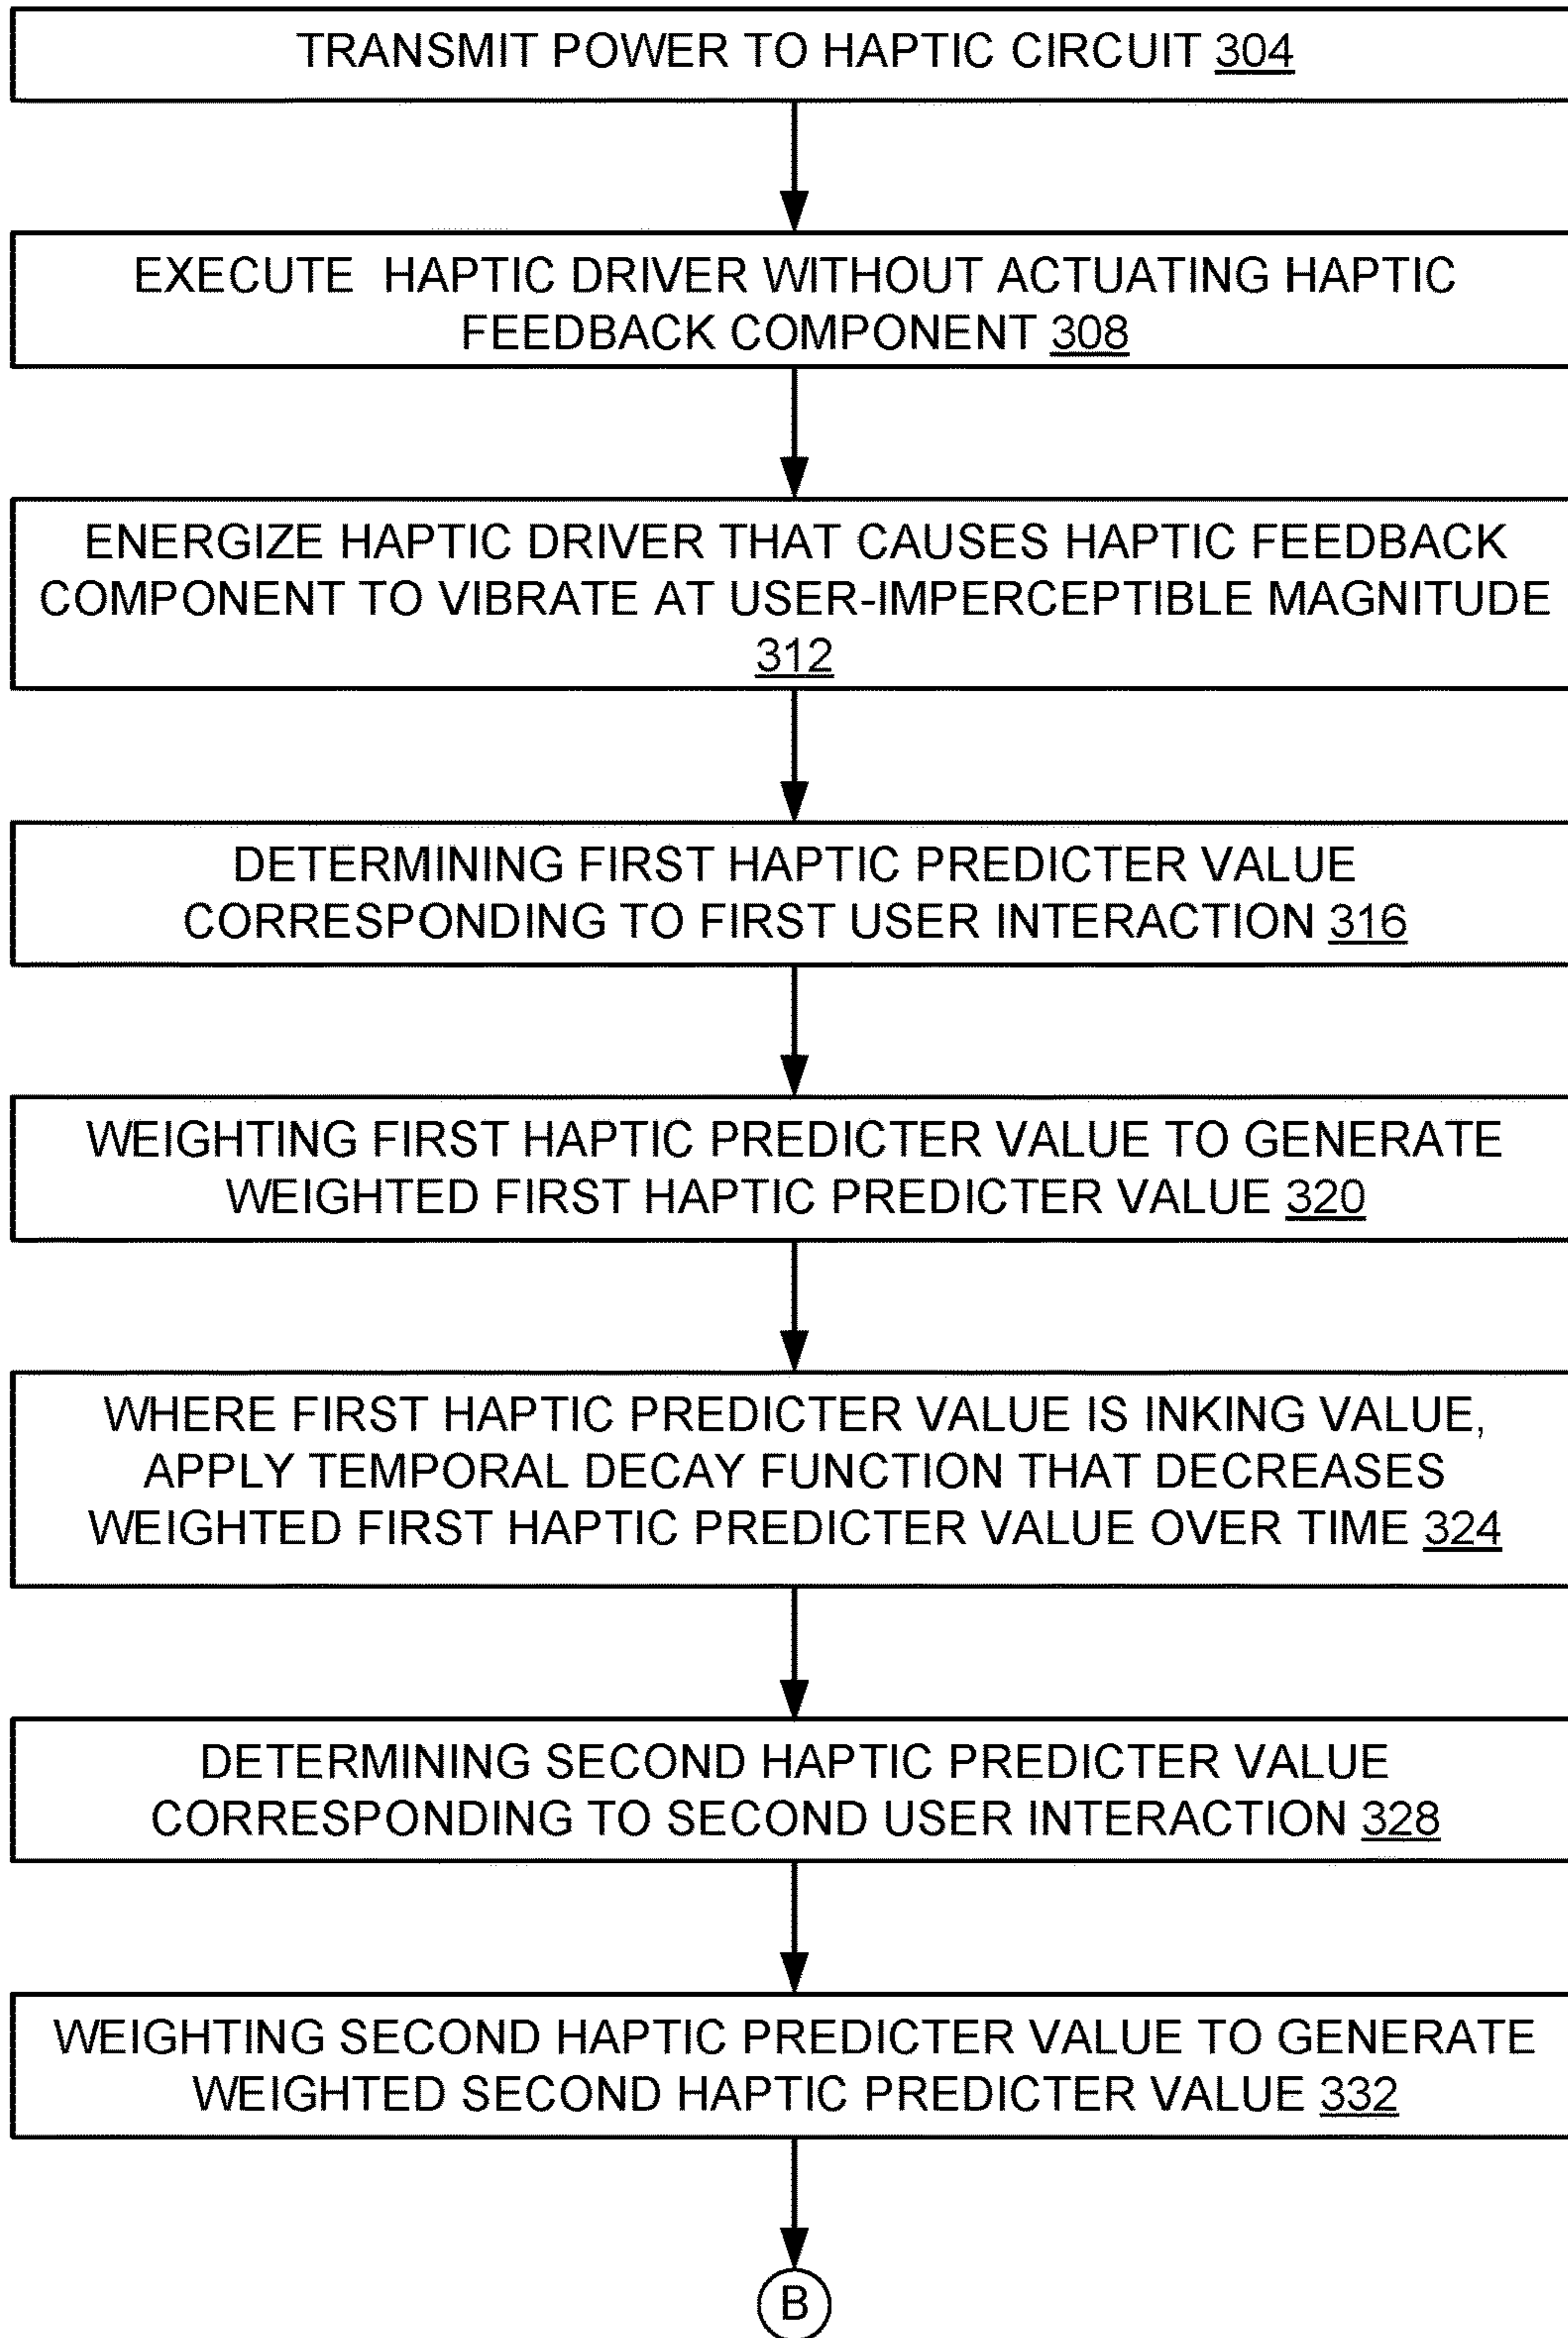 TRANSMIT POWER TO HAPTIC CIRCUIT 304
EXECUTE HAPTIC DRIVER WITHOUT ACTUATING HAPTIC
FEEDBACK COMPONENT 308
ENERGIZE HAPTIC DRIVER THAT CAUSES HAPTIC FEEDBACK
COMPONENT TO VIBRATE AT USER-IMPERCEPTIBLE MAGNITUDE
312
DETERMINING FIRST HAPTIC PREDICTER VALUE
CORRESPONDING TO FIRST USER INTERACTION 316
WEIGHTING FIRST HAPTIC PREDICTER VALUE TO GENERATE
WEIGHTED FIRST HAPTIC PREDICTER VALUE 320
WHERE FIRST HAPTIC PREDICTER VALUE IS INKING VALUE,
APPLY TEMPORAL DECAY FUNCTION THAT DECREASES
WEIGHTED FIRST HAPTIC PREDICTER VALUE OVER TIME 324
DETERMINING SECOND HAPTIC PREDICTER VALUE
CORRESPONDING TO SECOND USER INTERACTION 328
WEIGHTING SECOND HAPTIC PREDICTER VALUE TO GENERATE
WEIGHTED SECOND HAPTIC PREDICTER VALUE 332
B